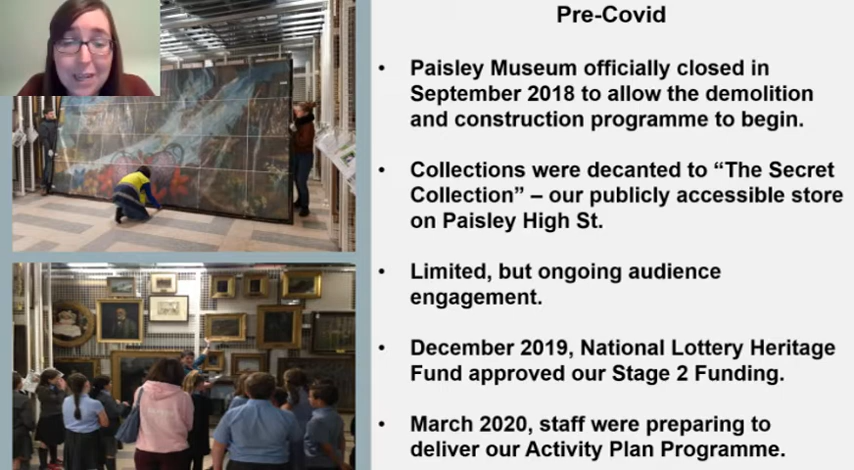 Pre-Covid
• Paisley Museum officially closed in
September 2018 to allow the demolition
and construction programme to begin.
• Collections were decanted to “The Secret
Collection” – our publicly accessible store
on Paisley High St.
• Limited, but ongoing audience
engagement.
• December 2019, National Lottery Heritage
Fund approved our Stage 2 Funding.
• March 2020, staff were preparing to
deliver our Activity Plan Programme.